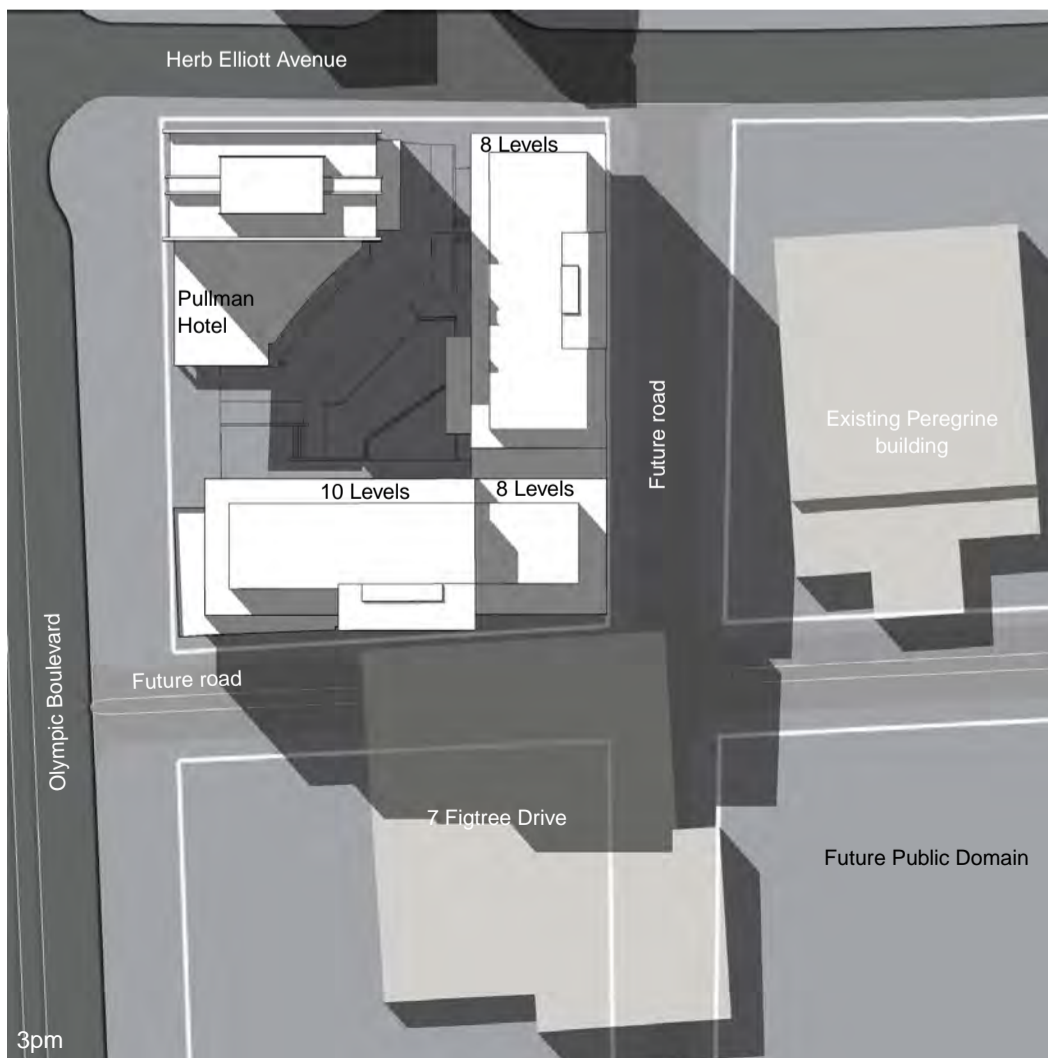 Herb Elliott Avenue
8 Levels
Pullman
Hotel
Future road
Existing Peregrine
building
10 Levels
8 Levels
Olympic Boulevard
Future road
7 Figtree Drive
Future Public Domain
3pm